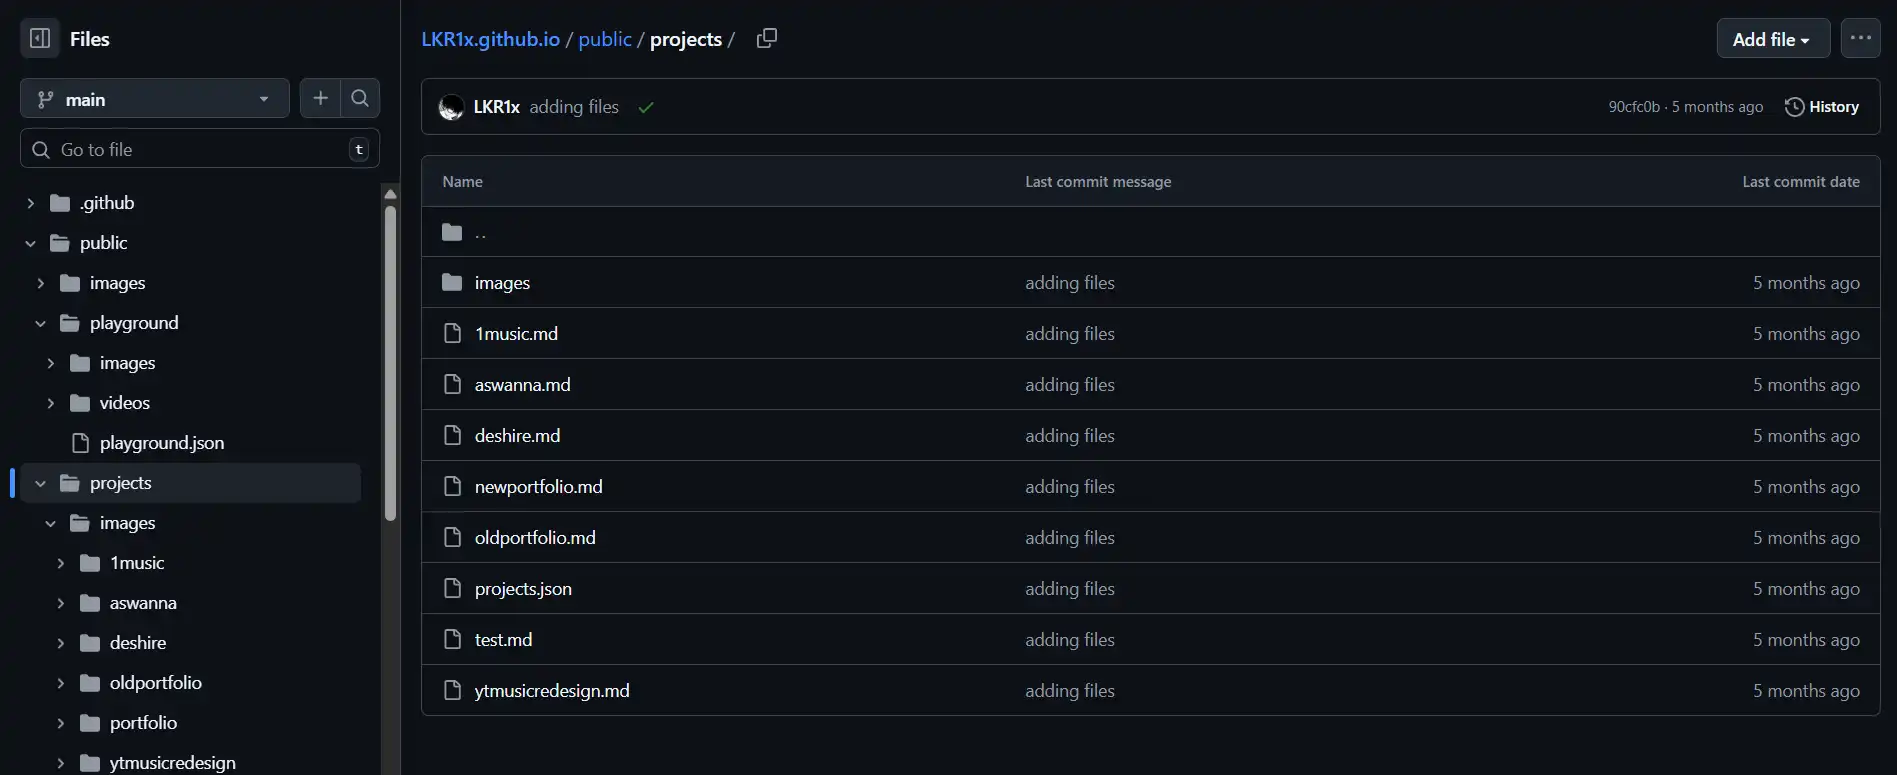 Files
main
Go to file
t
.github
public
images
playground
images
videos
playground.json
projects
images
1music
aswanna
deshire
oldportfolio
portfolio
ytmusicredesign
LKR1x.github.io / public / projects /
Add file
LKR1x adding files
90cfc0b · 5 months ago
History
Name Last commit message Last commit date
..
images adding files 5 months ago
1music.md adding files 5 months ago
aswanna.md adding files 5 months ago
deshire.md adding files 5 months ago
newportfolio.md adding files 5 months ago
oldportfolio.md adding files 5 months ago
projects.json adding files 5 months ago
test.md adding files 5 months ago
ytmusicredesign.md adding files 5 months ago